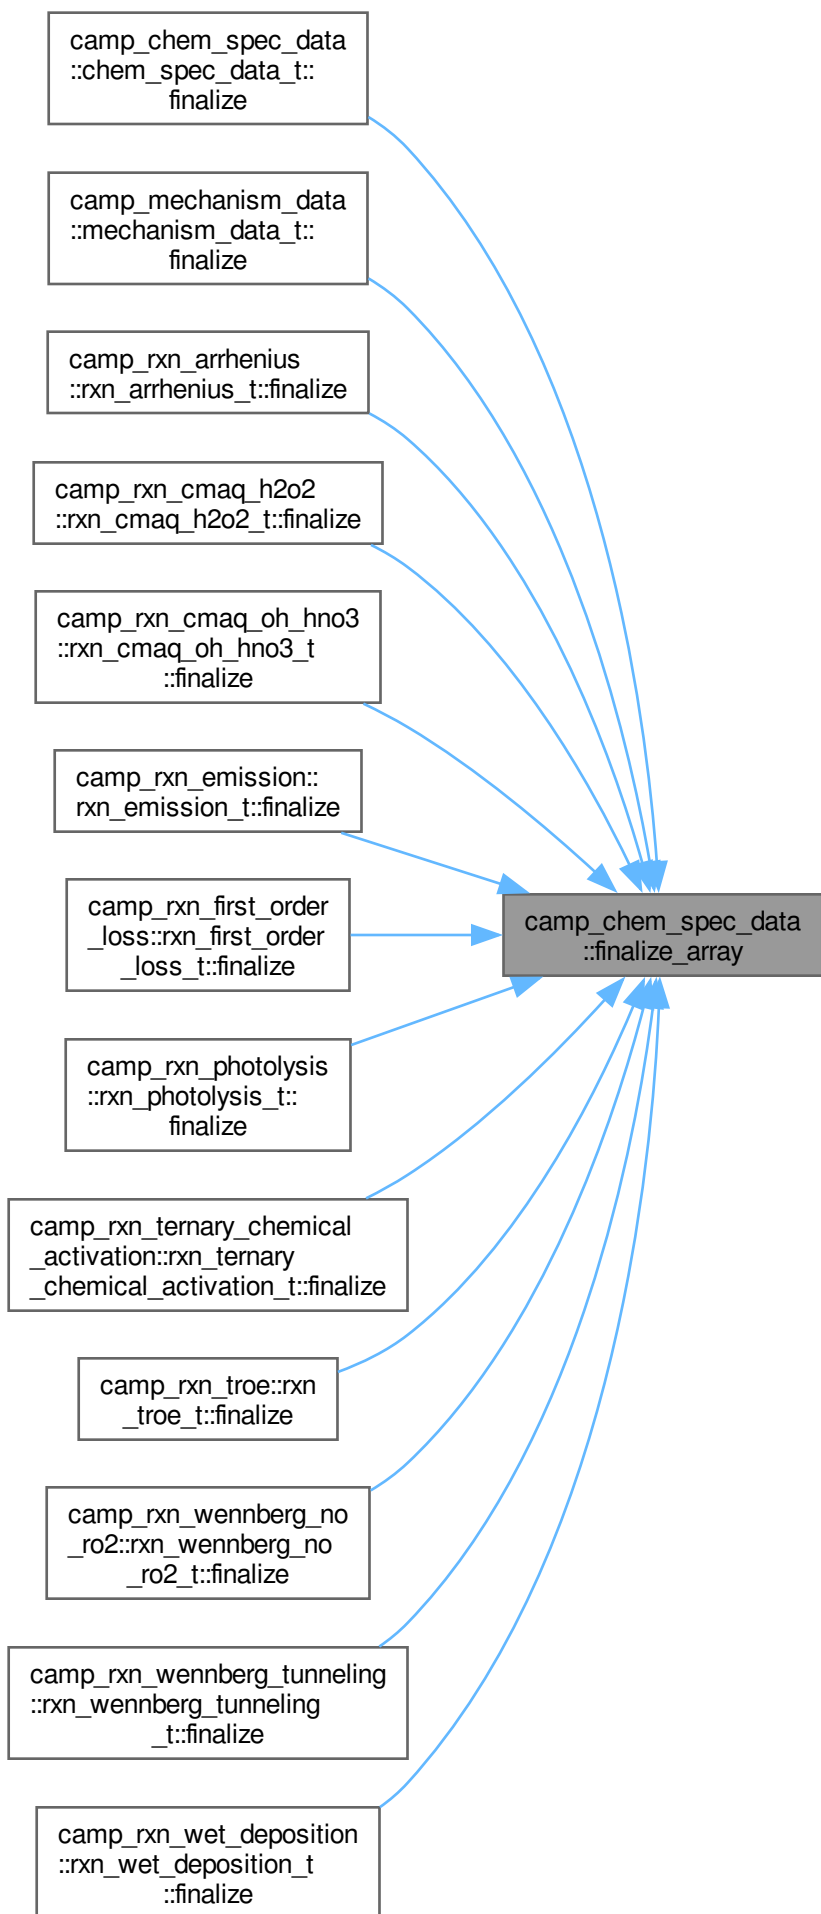 camp_chem_spec_data
::chem_spec_data_t::
finalize
camp_mechanism_data
::mechanism_data_t::
finalize
camp_rxn_arrhenius
::rxn_arrhenius_t::finalize
camp_rxn_cmaq_h2o2
::rxn_cmaq_h2o2_t::finalize
camp_rxn_cmaq_oh_hno3
::rxn_cmaq_oh_hno3_t
::finalize
camp_rxn_emission::
rxn_emission_t::finalize
camp_rxn_first_order
_loss::rxn_first_order
_loss_t::finalize
camp_chem_spec_data
::finalize_array
camp_rxn_photolysis
::rxn_photolysis_t::
finalize
camp_rxn_ternary_chemical
_activation::rxn_ternary
_chemical_activation_t::finalize
camp_rxn_troe::rxn
_troe_t::finalize
camp_rxn_wennberg_no
_ro2::rxn_wennberg_no
_ro2_t::finalize
camp_rxn_wennberg_tunneling
::rxn_wennberg_tunneling
_t::finalize
camp_rxn_wet_deposition
::rxn_wet_deposition_t
::finalize